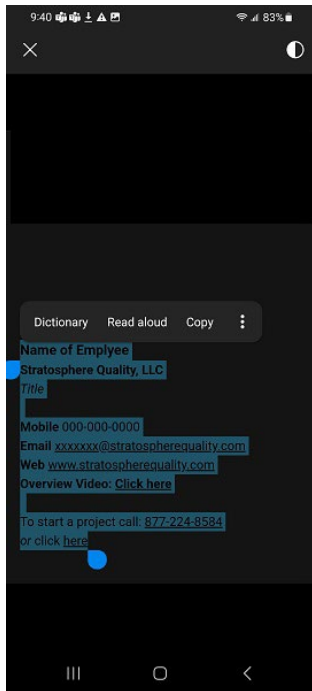 9:40
83%
Dictionary Read aloud Copy
Name of Emplyee
Stratosphere Quality, LLC
Title
Mobile 000-000-0000
Email xxxxxxx@stratospherequality.com
Web www.stratospherequality.com
Overview Video: Click here
To start a project call: 877-224-8584
or click here